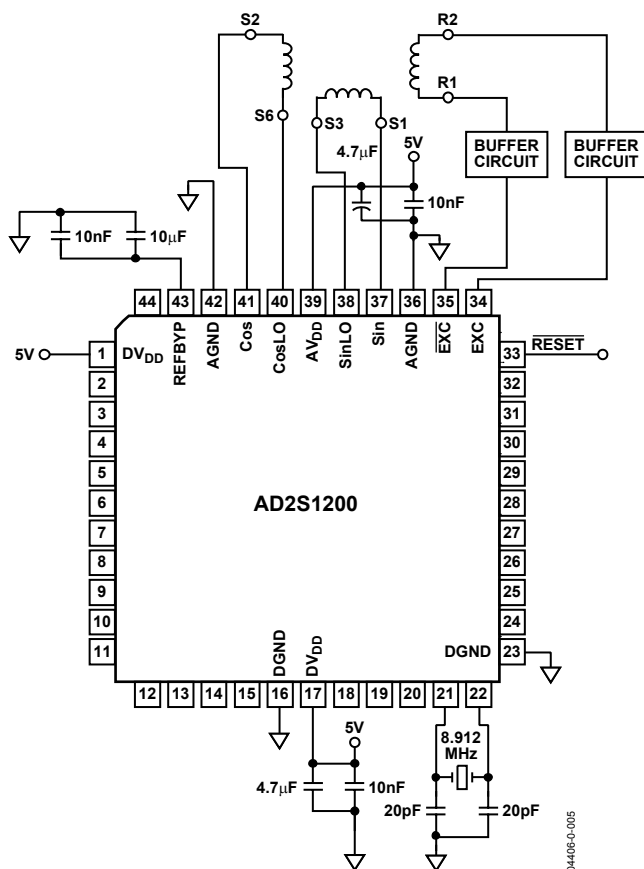 S2
R2
R1
S6
S3
S1
4.7μF
5V
BUFFER
CIRCUIT
BUFFER
CIRCUIT
10nF
10nF
10μF
44
43
42
41
40
39
38
37
36
35
34
5V
1
DVDD
REFBYP
AGND
Cos
CosLO
AVDD
SinLO
Sin
AGND
EXC
EXC
33
RESET
2
32
3
31
4
30
5
29
6
28
AD2S1200
7
27
8
26
9
25
10
24
11
DGND
DVDD
DGND
23
12
13
14
15
16
17
18
19
20
21
22
5V
8.912
MHz
4.7μF
10nF
20pF
20pF
04406-0-005